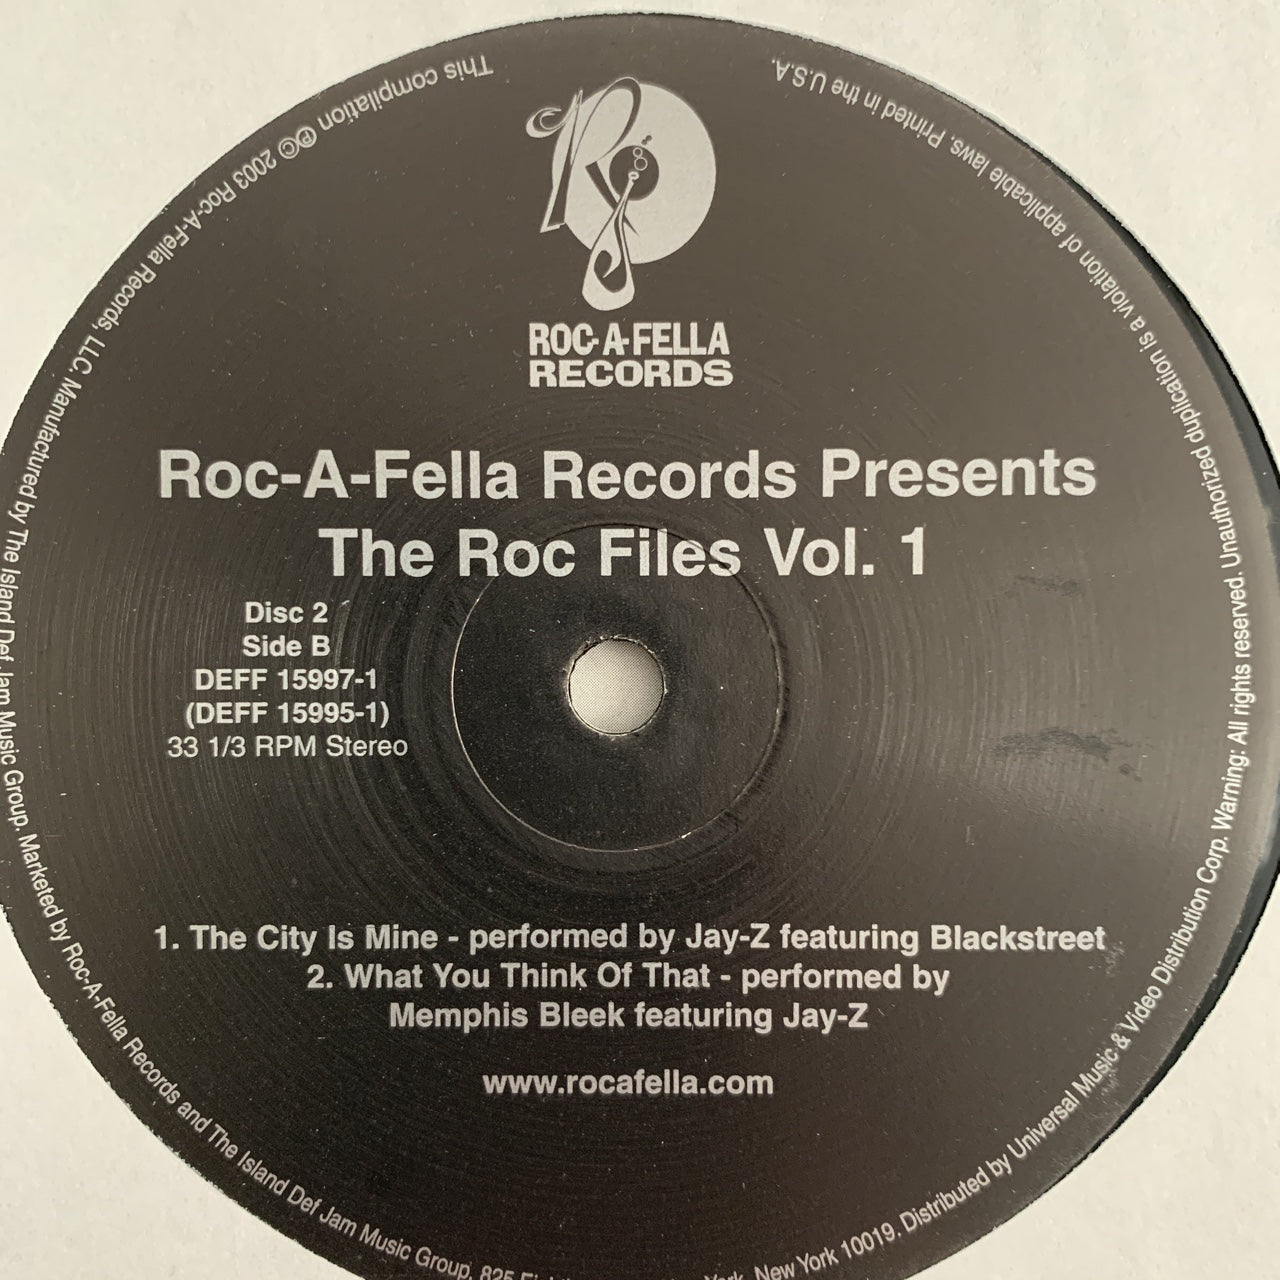 ROC-A-FELLA
RECORDS
Roc-A-Fella Records Presents
The Roc Files Vol. 1
Disc 2
Side B
DEFF 15997-1
(DEFF 15995-1)
33 1/3 RPM Stereo
1. The City Is Mine - performed by Jay-Z featuring Blackstreet
2. What You Think Of That - performed by
Memphis Bleek featuring Jay-Z
www.rocafella.com
This compilation ℗© 2003 Roc-A-Fella Records, LLC. Manufactured by The Island Def Jam Music Group. Marketed by Roc-A-Fella Records and The Island Def Jam Music Group, 825 New York 10019. Distributed by Universal Music & Video Distribution Corp. Warning: All rights reserved. Unauthorized duplication is a violation of applicable laws. Printed in the U.S.A.